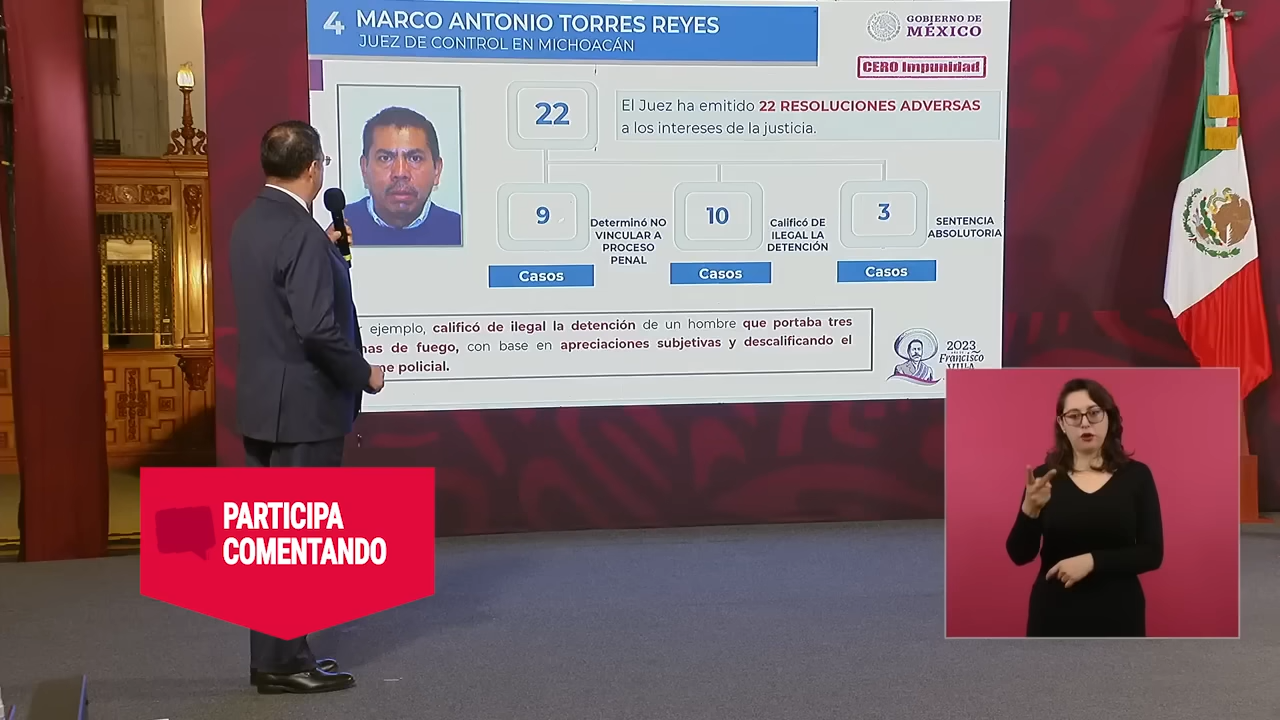 4 MARCO ANTONIO TORRES REYES
JUEZ DE CONTROL EN MICHOACÁN
GOBIERNO DE
MÉXICO
CERO Impunidad
22
El Juez ha emitido 22 RESOLUCIONES ADVERSAS
a los intereses de la justicia.
9
Determinó NO
VINCULAR A
PROCESO
PENAL
Casos
10
Calificó DE
ILEGAL LA
DETENCIÓN
Casos
3
SENTENCIA
ABSOLUTORIA
Casos
ejemplo, calificó de ilegal la detención de un hombre que portaba tres
de fuego, con base en apreciaciones subjetivas y descalificando el
policial.
2023
Francisco
VILLA
PARTICIPA
COMENTANDO